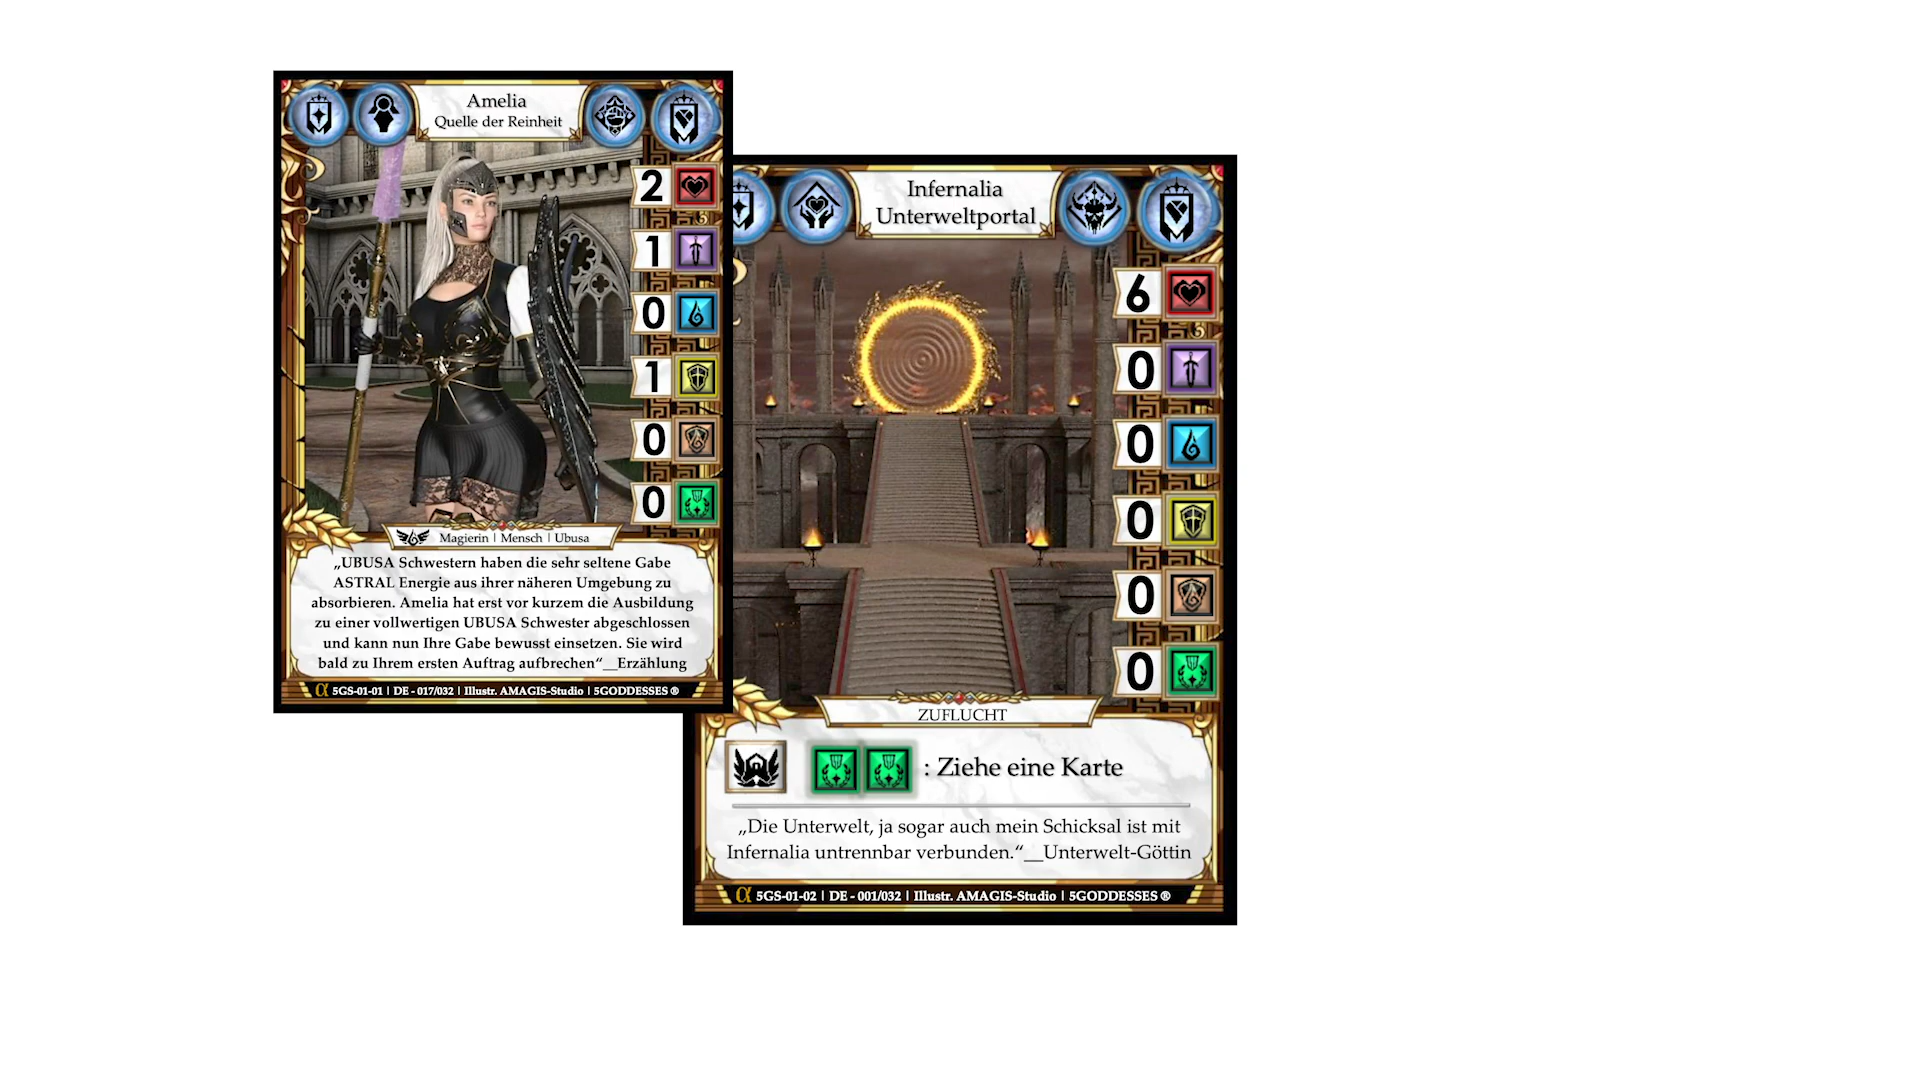 Amelia
Quelle der Reinheit
2
1
0
1
0
0
Magierin | Mensch | Ubusa
„UBUSA Schwestern haben die sehr seltene Gabe
ASTRAL Energie aus ihrer näheren Umgebung zu
absorbieren. Amelia hat erst vor kurzem die Ausbildung
zu einer vollwertigen UBUSA Schwester abgeschlossen
und kann nun Ihre Gabe bewusst einsetzen. Sie wird
bald zu Ihrem ersten Auftrag aufbrechen“__Erzählung
α 5GS-01-01 | DE - 017/032 | Illustr. AMAGIS-Studio | 5GODDESSES ®
Infernalia
Unterweltportal
6
0
0
0
0
0
ZUFLUCHT
: Ziehe eine Karte
„Die Unterwelt, ja sogar auch mein Schicksal ist mit
Infernalia untrennbar verbunden.“__Unterwelt-Göttin
α 5GS-01-02 | DE - 001/032 | Illustr. AMAGIS-Studio | 5GODDESSES ®